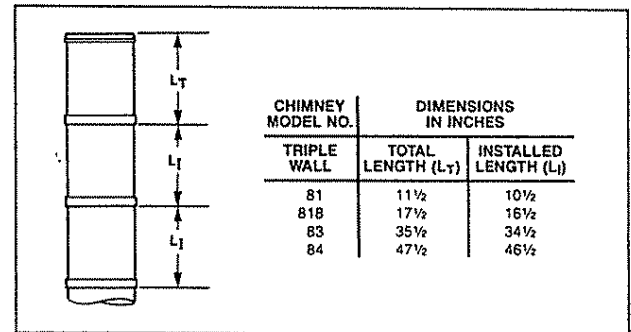 LT
LI
LI
CHIMNEY MODEL NO. DIMENSIONS IN INCHES
TRIPLE WALL TOTAL LENGTH (LT) INSTALLED LENGTH (LI)
81 11½ 10½
818 17½ 16½
83 35½ 34½
84 47½ 46½